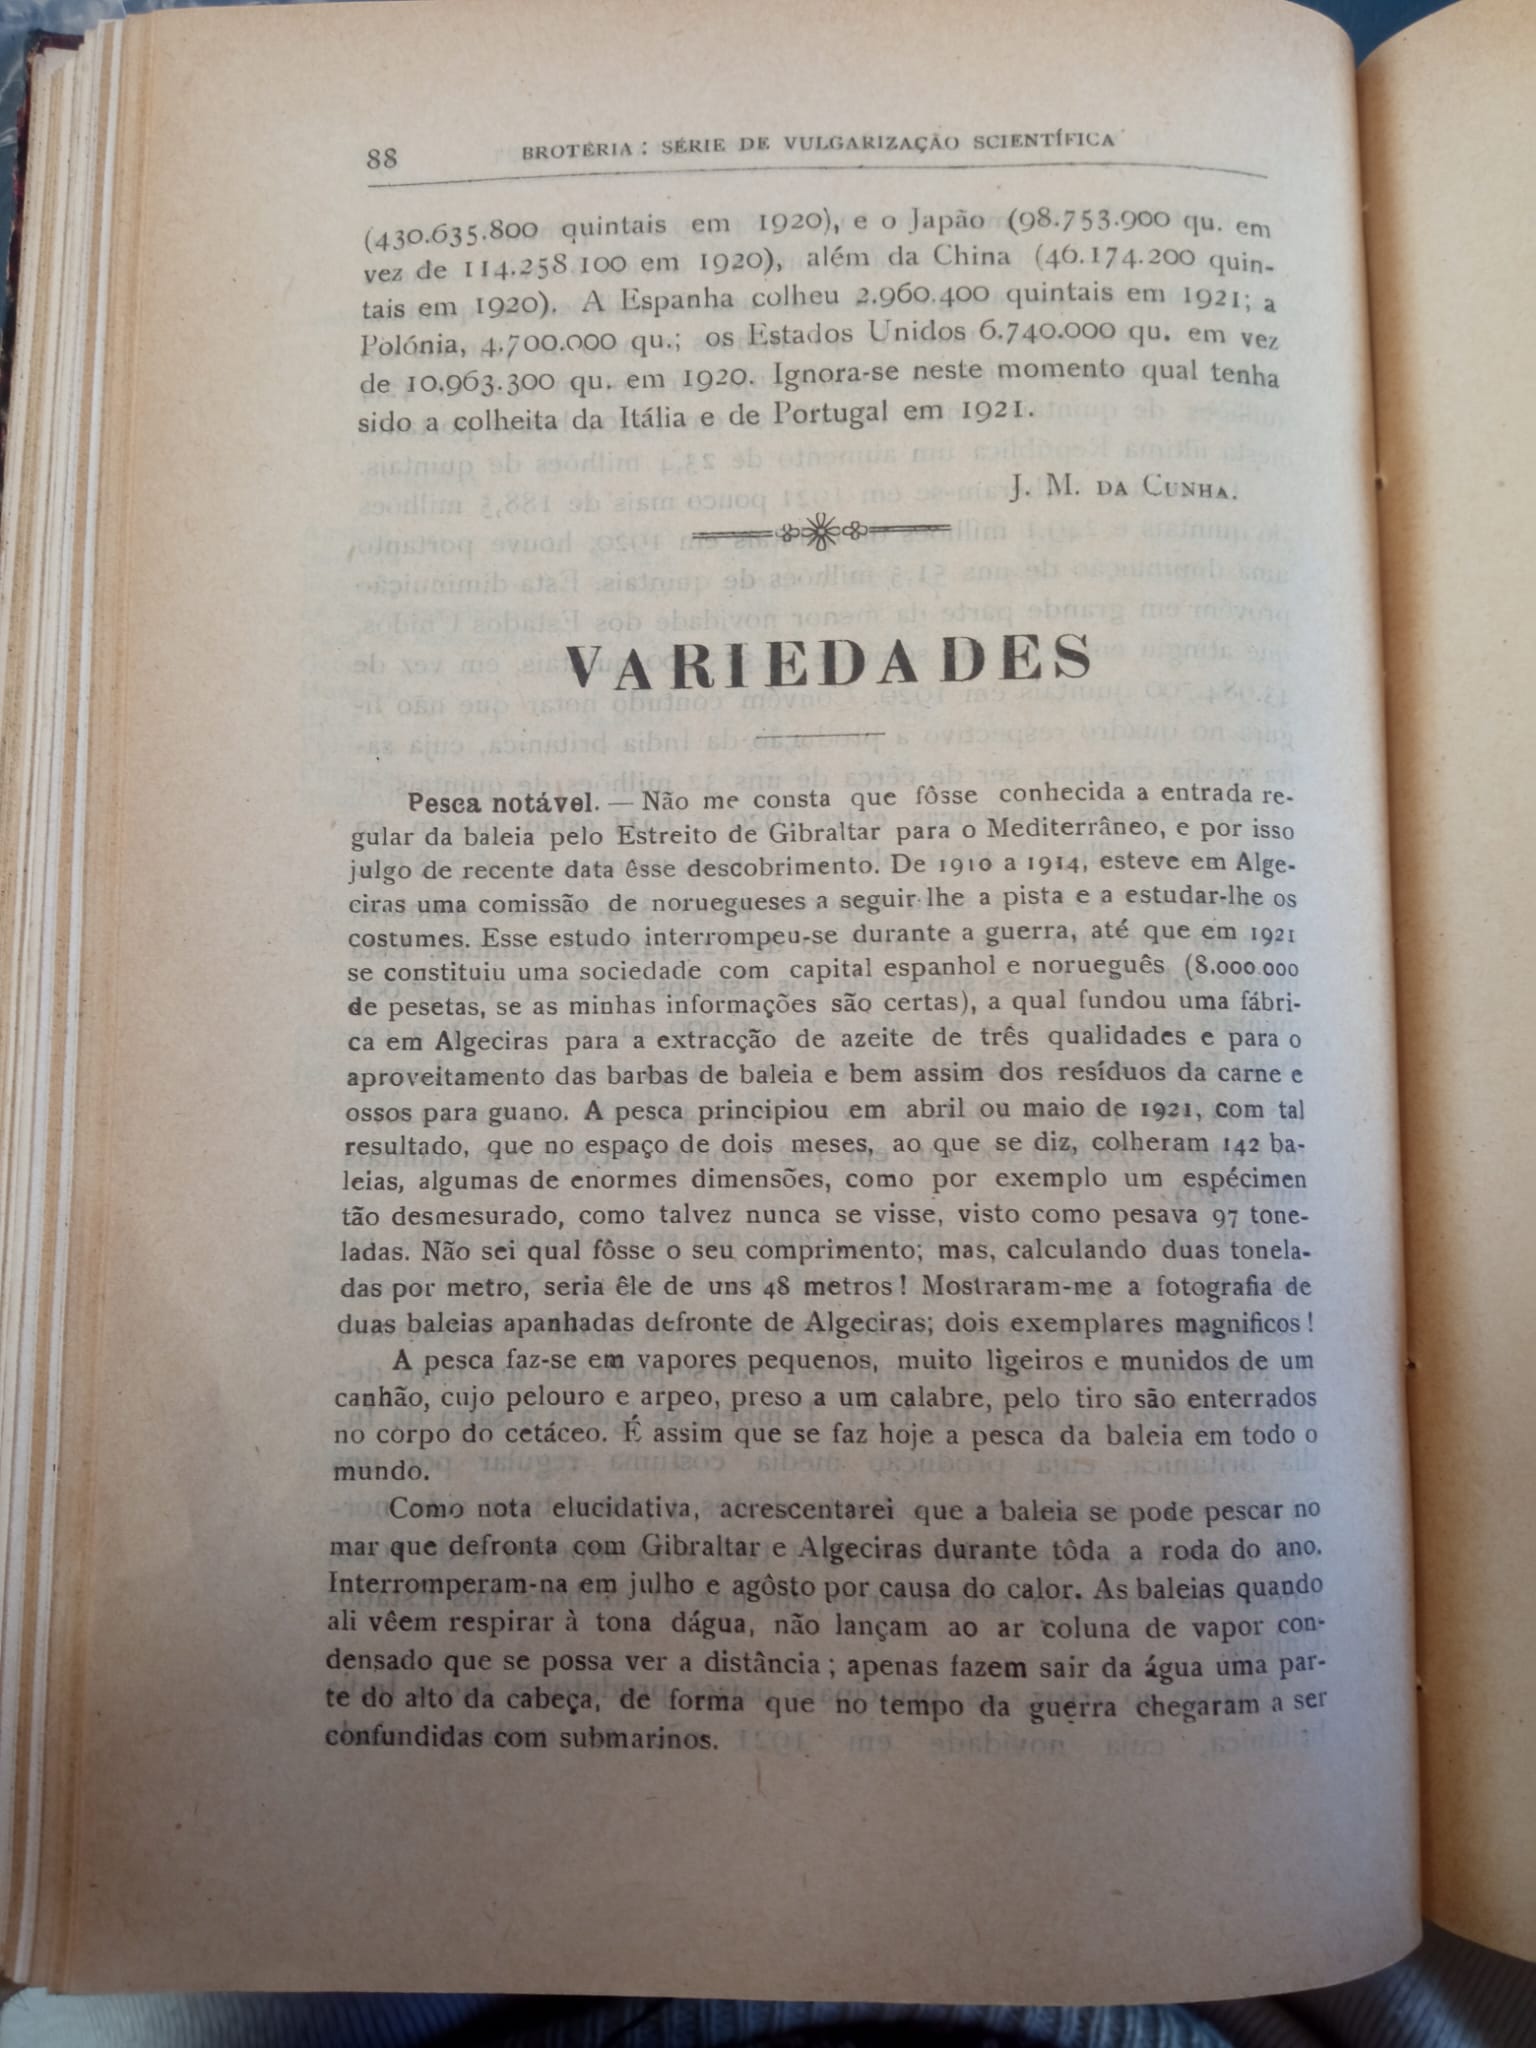 88 BROTÉRIA: SÉRIE DE VULGARIZAÇÃO SCIENTÍFICA
(430.635.800 quintais em 1920), e o Japão (98.753.900 qu. em
vez de 114.258 100 em 1920), além da China (46.174.200 quin-
tais em 1920). A Espanha colheu 2.960.400 quintais em 1921; a
Polónia, 4.700.000 qu.; os Estados Unidos 6.740.000 qu. em vez
de 10.963.300 qu. em 1920. Ignora-se neste momento qual tenha
sido a colheita da Itália e de Portugal em 1921.
J. M. DA CUNHA.
VARIEDADES
Pesca notável. — Não me consta que fôsse conhecida a entrada re-
gular da baleia pelo Estreito de Gibraltar para o Mediterrâneo, e por isso
julgo de recente data êsse descobrimento. De 1910 a 1914, esteve em Alge-
ciras uma comissão de noruegueses a seguir-lhe a pista e a estudar-lhe os
costumes. Esse estudo interrompeu-se durante a guerra, até que em 1921
se constituiu uma sociedade com capital espanhol e norueguês (8.000.000
de pesetas, se as minhas informações são certas), a qual fundou uma fábri-
ca em Algeciras para a extracção de azeite de três qualidades e para o
aproveitamento das barbas de baleia e bem assim dos resíduos da carne e
ossos para guano. A pesca principiou em abril ou maio de 1921, com tal
resultado, que no espaço de dois meses, ao que se diz, colheram 142 ba-
leias, algumas de enormes dimensões, como por exemplo um espécimen
tão desmesurado, como talvez nunca se visse, visto como pesava 97 tone-
ladas. Não sei qual fôsse o seu comprimento; mas, calculando duas tonela-
das por metro, seria êle de uns 48 metros! Mostraram-me a fotografia de
duas baleias apanhadas defronte de Algeciras; dois exemplares magnificos!
A pesca faz-se em vapores pequenos, muito ligeiros e munidos de um
canhão, cujo pelouro e arpeo, preso a um calabre, pelo tiro são enterrados
no corpo do cetáceo. É assim que se faz hoje a pesca da baleia em todo o
mundo.
Como nota elucidativa, acrescentarei que a baleia se pode pescar no
mar que defronta com Gibraltar e Algeciras durante tôda a roda do ano.
Interromperam-na em julho e agôsto por causa do calor. As baleias quando
ali vêem respirar à tona dágua, não lançam ao ar coluna de vapor con-
densado que se possa ver a distância; apenas fazem sair da água uma par-
te do alto da cabeça, de forma que no tempo da guerra chegaram a ser
confundidas com submarinos.